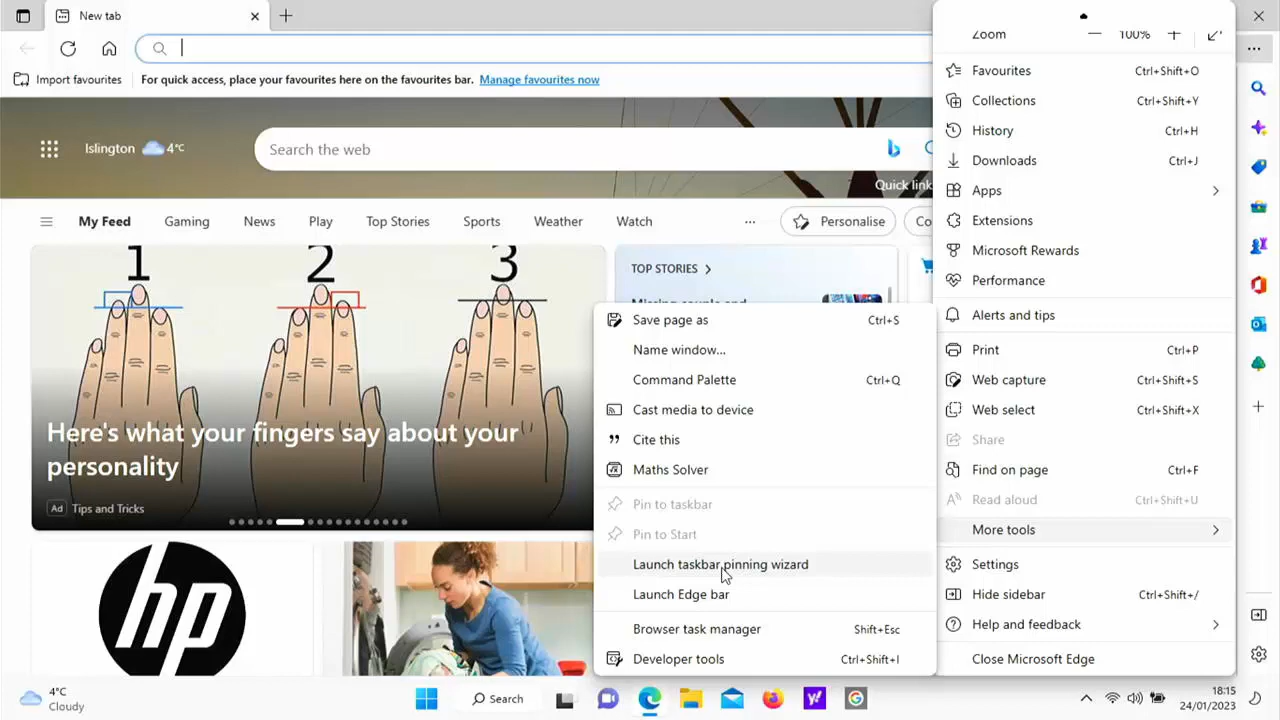 New tab
Import favourites
For quick access, place your favourites here on the favourites bar. Manage favourites now
Islington 4°C
Search the web
Quick link
My Feed Gaming News Play Top Stories Sports Weather Watch Personalise Co
1 2 3
Here's what your fingers say about your
personality
Ad Tips and Tricks
TOP STORIES
hp
Save page as Ctrl+S
Name window...
Command Palette Ctrl+Q
Cast media to device
Cite this
Maths Solver
Pin to taskbar
Pin to Start
Launch taskbar pinning wizard
Launch Edge bar
Browser task manager Shift+Esc
Developer tools Ctrl+Shift+I
Zoom 100%
Favourites Ctrl+Shift+O
Collections Ctrl+Shift+Y
History Ctrl+H
Downloads Ctrl+J
Apps
Extensions
Microsoft Rewards
Performance
Alerts and tips
Print Ctrl+P
Web capture Ctrl+Shift+S
Web select Ctrl+Shift+X
Share
Find on page Ctrl+F
Read aloud Ctrl+Shift+U
More tools
Settings
Hide sidebar Ctrl+Shift+/
Help and feedback
Close Microsoft Edge
4°C
Cloudy
Search
18:15
24/01/2023